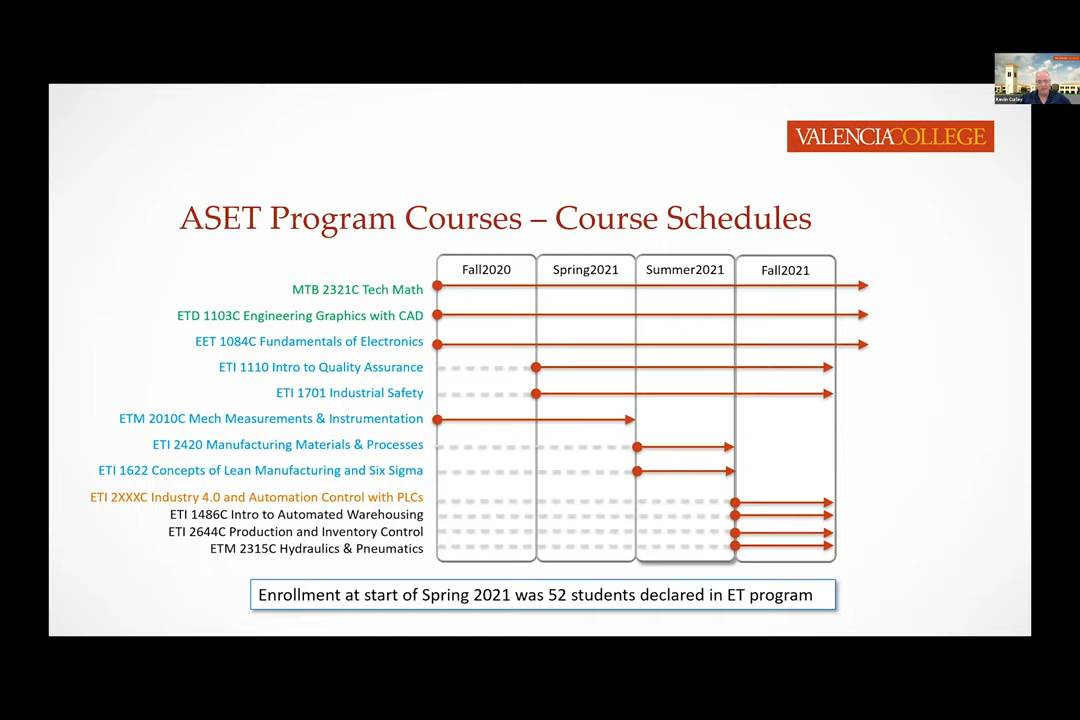 VALENCIA COLLEGE
Kevin Curley
VALENCIACOLLEGE
ASET Program Courses – Course Schedules
Fall2020 Spring2021 Summer2021 Fall2021
MTB 2321C Tech Math
ETD 1103C Engineering Graphics with CAD
EET 1084C Fundamentals of Electronics
ETI 1110 Intro to Quality Assurance
ETI 1701 Industrial Safety
ETM 2010C Mech Measurements & Instrumentation
ETI 2420 Manufacturing Materials & Processes
ETI 1622 Concepts of Lean Manufacturing and Six Sigma
ETI 2XXXC Industry 4.0 and Automation Control with PLCs
ETI 1486C Intro to Automated Warehousing
ETI 2644C Production and Inventory Control
ETM 2315C Hydraulics & Pneumatics
Enrollment at start of Spring 2021 was 52 students declared in ET program